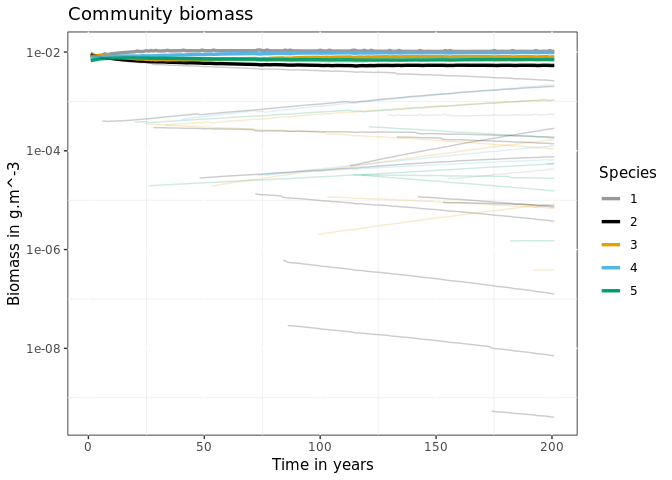 Community biomass
1e-02
1e-04
1e-06
1e-08
Biomass in g.m^-3
0
50
100
150
200
Time in years
Species
1
2
3
4
5